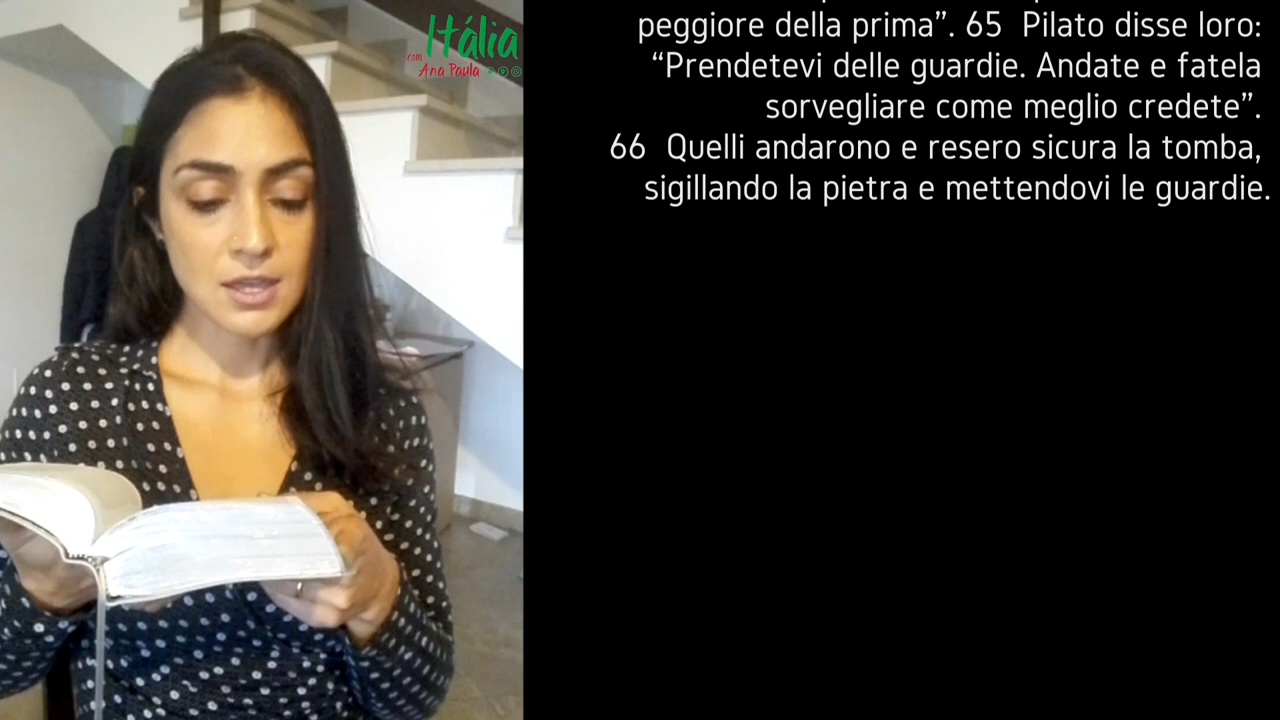 Itália
com
Ana Paula
peggiore della prima”. 65 Pilato disse loro:
“Prendetevi delle guardie. Andate e fatela
sorvegliare come meglio credete”.
66 Quelli andarono e resero sicura la tomba,
sigillando la pietra e mettendovi le guardie.